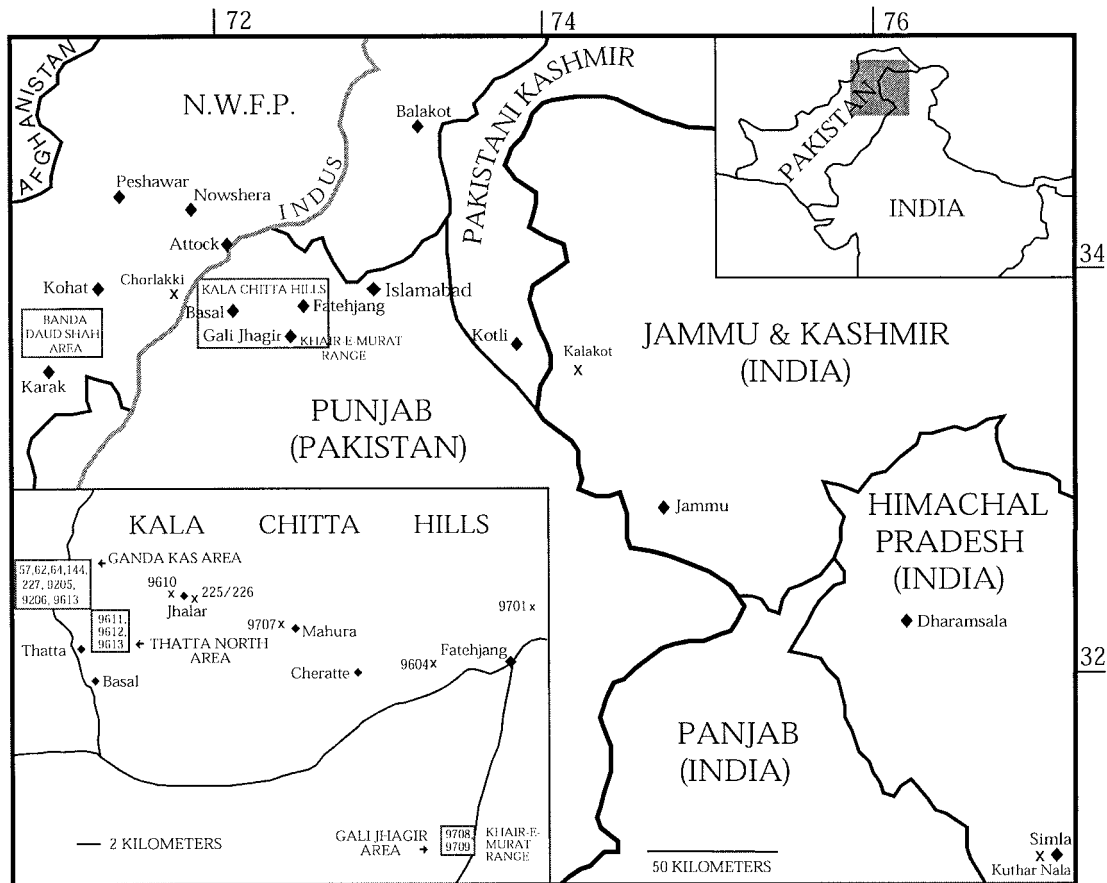 72
74
76
AFGHANISTAN
N.W.F.P.
Balakot
PAKISTANI KASHMIR
PAKISTAN
INDIA
Peshawar
Nowshera
INDUS
Attock
34
Kohat
Chorlakki
KALA CHITTA HILLS
Islamabad
Basal
Fatehjang
BANDA
DAUD SHAH
AREA
Gali Jhagir
KHAIR-E-MURAT
RANGE
Kotli
Kalakot
JAMMU & KASHMIR
(INDIA)
Karak
PUNJAB
(PAKISTAN)
Jammu
HIMACHAL
PRADESH
(INDIA)
Dharamsala
32
PANJAB
(INDIA)
Simla
Kuthar Nala
50 KILOMETERS
KALA CHITTA HILLS
GANDA KAS AREA
57,62,64,144,
227, 9205,
9206, 9613
9610
225/226
Jhalar
9611,
9612,
9613
9701
9707
Mahura
THATTA NORTH
AREA
Thatta
Fatehjang
9604
Cheratte
Basal
2 KILOMETERS
GALI JHAGIR
AREA
9708,
9709
KHAIR-E-
MURAT
RANGE